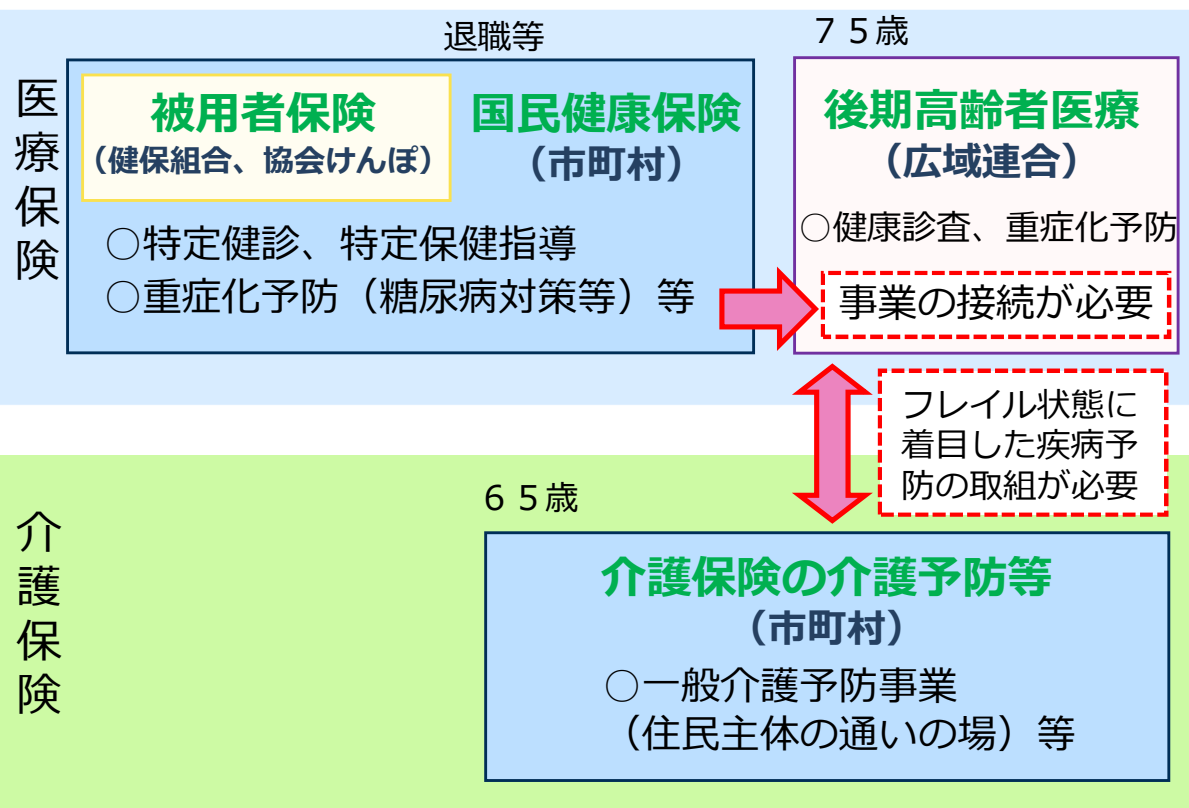 医療保険
退職等
７５歳
被用者保険
（健保組合、協会けんぽ）
国民健康保険
（市町村）
○特定健診、特定保健指導
○重症化予防（糖尿病対策等）等
後期高齢者医療
（広域連合）
○健康診査、重症化予防
事業の接続が必要
フレイル状態に
着目した疾病予
防の取組が必要
介護保険
６５歳
介護保険の介護予防等
（市町村）
○一般介護予防事業
（住民主体の通いの場）等